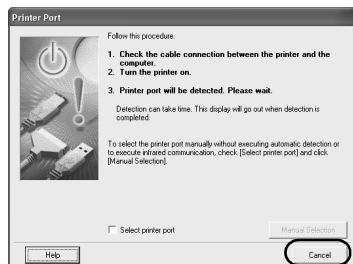 Printer Port
Follow this procedure.
1. Check the cable connection between the printer and the
computer.
2. Turn the printer on.
3. Printer port will be detected. Please wait.
Detection can take time. This display will go out when detection is
completed.
To select the printer port manually without executing automatic detection or
to execute infrared communication, check [Select printer port] and click
[Manual Selection].
Select printer port
Manual Selection
Help
Cancel